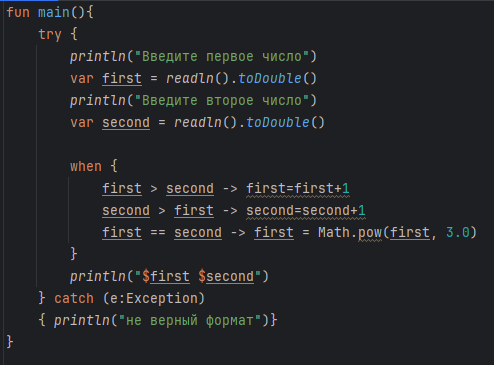 fun main(){
try {
println("Введите первое число")
var first = readln().toDouble()
println("Введите второе число")
var second = readln().toDouble()
when {
first > second -> first=first+1
second > first -> second=second+1
first == second -> first = Math.pow(first, 3.0)
}
println("$first $second")
} catch (e:Exception)
{ println("не верный формат")}
}